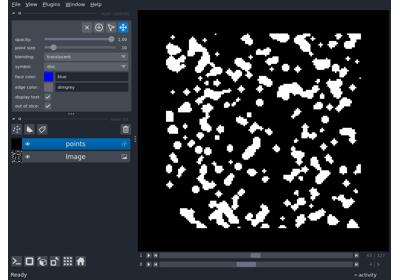 File View Plugins Window Help
opacity: 1.00
point size: 10
blending: translucent
symbol: disc
face color: blue
edge color: dimgrey
display text:
out of slice:
points
Image
Ready
activity